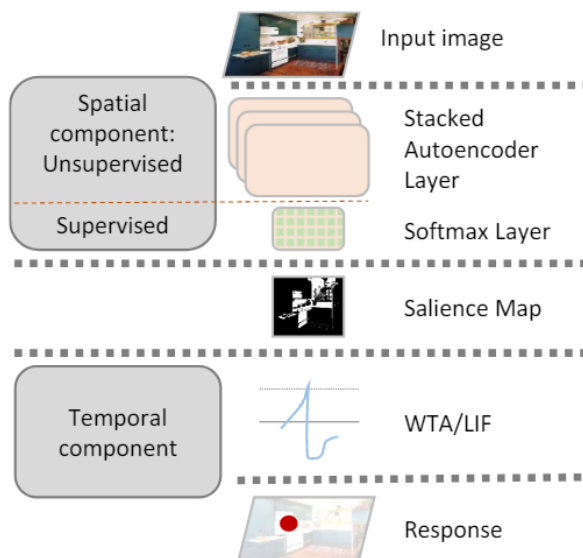 Input image
Spatial
component:
Unsupervised
Stacked
Autoencoder
Layer
Supervised
Softmax Layer
Salience Map
Temporal
component
WTA/LIF
Response